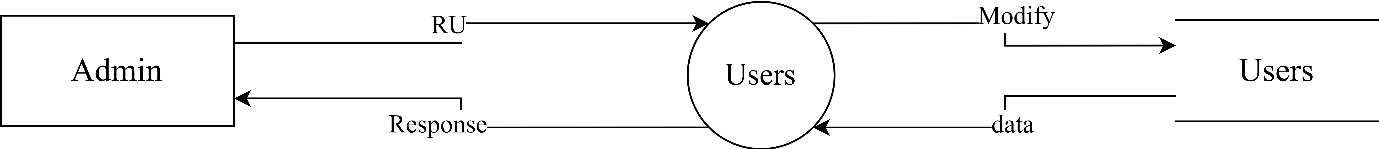 RU
Modify
Admin
Users
Users
Response
data